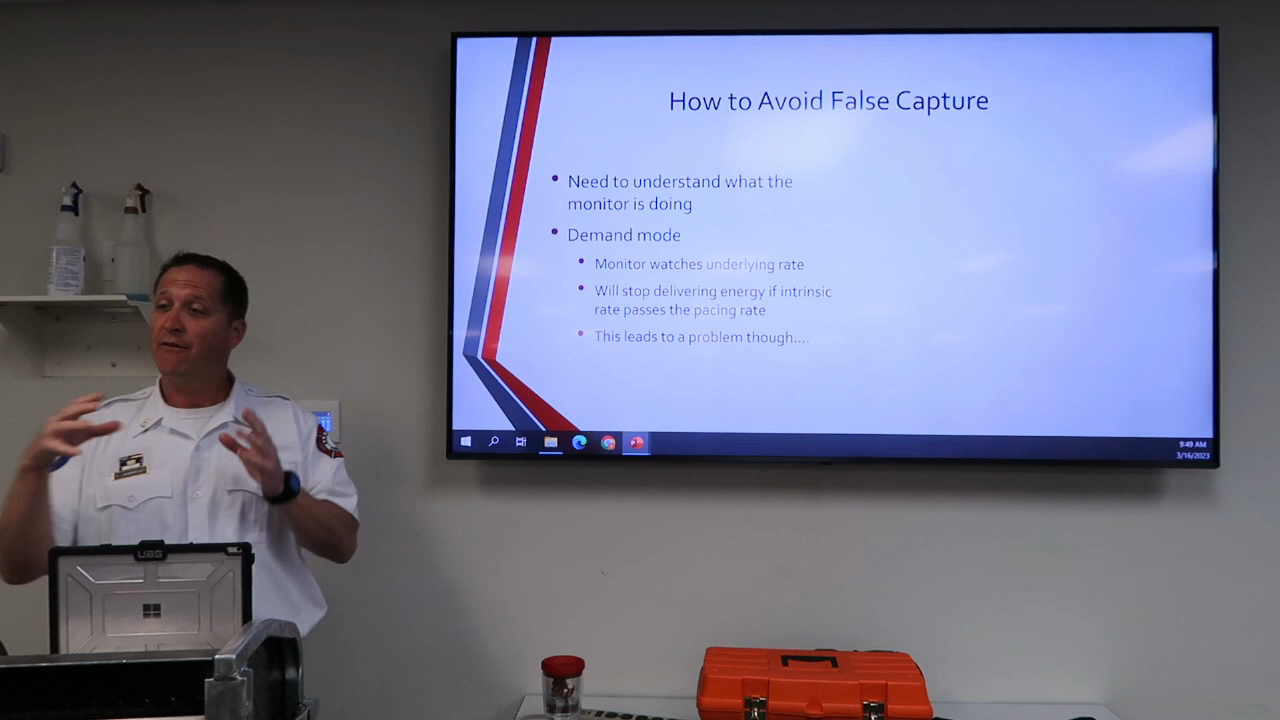 How to Avoid False Capture
• Need to understand what the
monitor is doing
• Demand mode
• Monitor watches underlying rate
• Will stop delivering energy if intrinsic
rate passes the pacing rate
• This leads to a problem though....
9:49 AM
3/16/2023
UAG